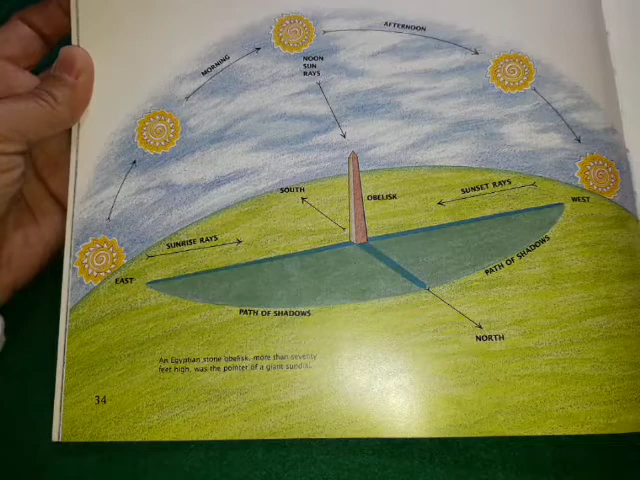 AFTERNOON
MORNING
NOON
SUN
RAYS
SOUTH
OBELISK
SUNSET RAYS
WEST
SUNRISE RAYS
EAST
PATH OF SHADOWS
PATH OF SHADOWS
NORTH
An Egyptian stone obelisk, more than seventy
feet high, was the pointer of a giant sundial.
34